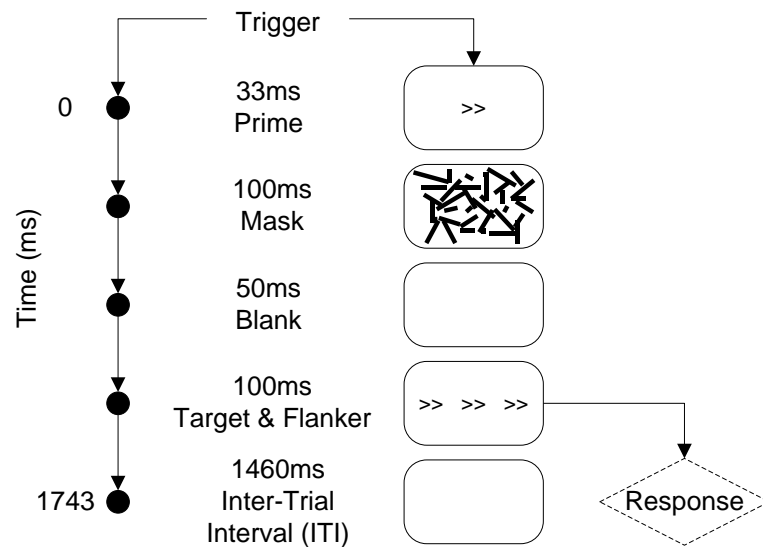 Trigger
0
33ms
Prime
>>
100ms
Mask
Time (ms)
50ms
Blank
100ms
Target & Flanker
>> >> >>
1460ms
Inter-Trial
Interval (ITI)
1743
Response